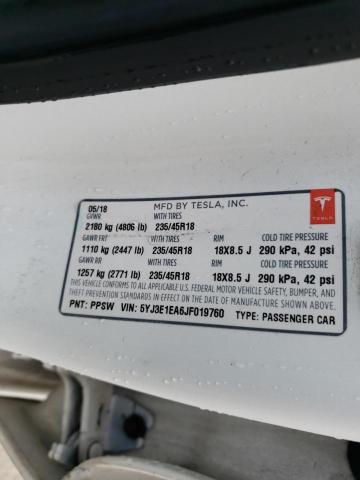 05/18 MFD BY TESLA, INC.
GVWR WITH TIRES
2180 kg (4806 lb) 235/45R18
GAWR FRT WITH TIRES RIM COLD TIRE PRESSURE
1110 kg (2447 lb) 235/45R18 18X8.5 J 290 kPa, 42 psi
GAWR RR WITH TIRES RIM COLD TIRE PRESSURE
1257 kg (2771 lb) 235/45R18 18X8.5 J 290 kPa, 42 psi
THIS VEHICLE CONFORMS TO ALL APPLICABLE U.S. FEDERAL MOTOR VEHICLE SAFETY, BUMPER, AND
THEFT PREVENTION STANDARDS IN EFFECT ON THE DATE OF MANUFACTURE SHOWN ABOVE.
PNT: PPSW VIN: 5YJ3E1EA6JF019760 TYPE: PASSENGER CAR
TESLA